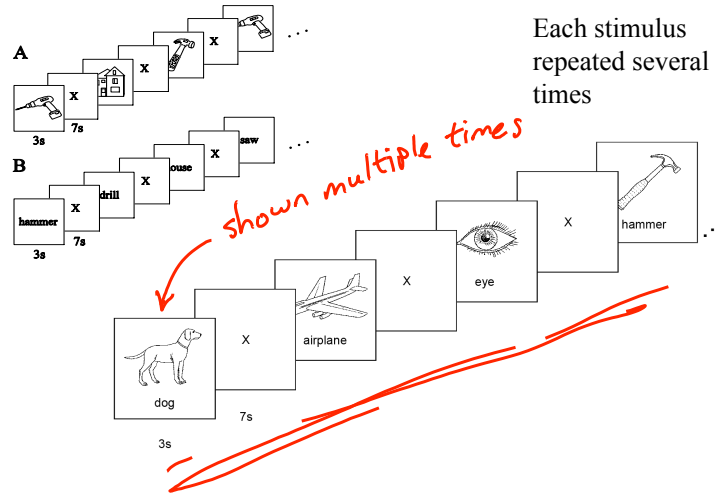 A
X
X
X
. . .
3s
7s
Each stimulus
repeated several
times
B
hammer
X
drill
X
ouse
X
saw
. . .
3s
7s
shown multiple times
dog
X
airplane
X
eye
X
hammer
. .
3s
7s